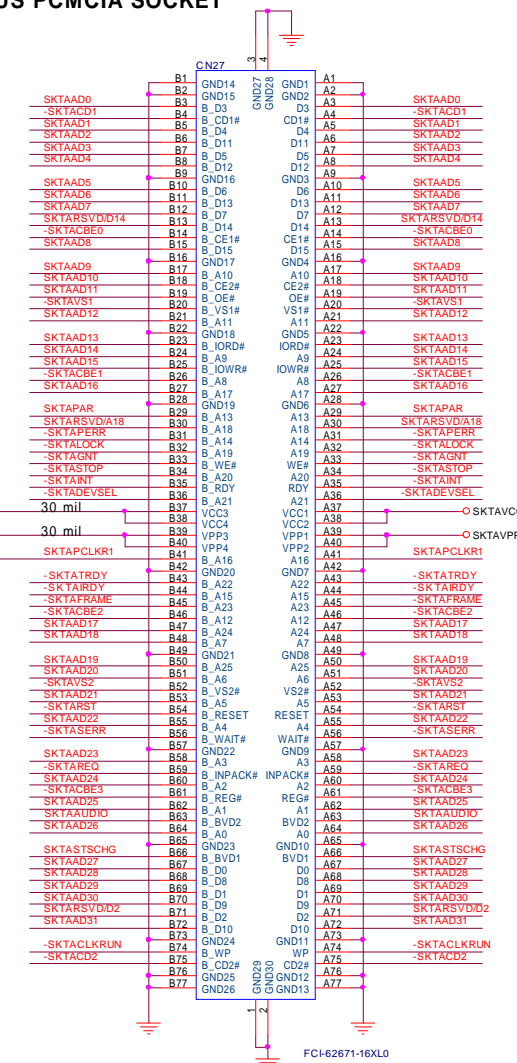 US PCMCIA SOCKET
3 4
CN27
GND27 GND28
B1 GND14 GND1 A1
B2 GND15 GND2 A2
SKTAAD0 B3 B_D3 D3 A3 SKTAAD0
-SKTACD1 B4 B_CD1# CD1# A4 -SKTACD1
SKTAAD1 B5 B_D4 D4 A5 SKTAAD1
SKTAAD2 B6 B_D11 D11 A6 SKTAAD2
SKTAAD3 B7 B_D5 D5 A7 SKTAAD3
SKTAAD4 B8 B_D12 D12 A8 SKTAAD4
B9 GND16 GND3 A9
SKTAAD5 B10 B_D6 D6 A10 SKTAAD5
SKTAAD6 B11 B_D13 D13 A11 SKTAAD6
SKTAAD7 B12 B_D7 D7 A12 SKTAAD7
SKTARSVD/D14 B13 B_D14 D14 A13 SKTARSVD/D14
-SKTACBE0 B14 B_CE1# CE1# A14 -SKTACBE0
SKTAAD8 B15 B_D15 D15 A15 SKTAAD8
B16 GND17 GND4 A16
SKTAAD9 B17 B_A10 A10 A17 SKTAAD9
SKTAAD10 B18 B_CE2# CE2# A18 SKTAAD10
SKTAAD11 B19 B_OE# OE# A19 SKTAAD11
-SKTAVS1 B20 B_VS1# VS1# A20 -SKTAVS1
SKTAAD12 B21 B_A11 A11 A21 SKTAAD12
B22 GND18 GND5 A22
SKTAAD13 B23 B_IORD# IORD# A23 SKTAAD13
SKTAAD14 B24 B_A9 A9 A24 SKTAAD14
SKTAAD15 B25 B_IOWR# IOWR# A25 SKTAAD15
-SKTACBE1 B26 B_A8 A8 A26 -SKTACBE1
SKTAAD16 B27 B_A17 A17 A27 SKTAAD16
B28 GND19 GND6 A28
SKTAPAR B29 B_A13 A13 A29 SKTAPAR
SKTARSVD/A18 B30 B_A18 A18 A30 SKTARSVD/A18
-SKTAPERR B31 B_A14 A14 A31 -SKTAPERR
-SKTALOCK B32 B_A19 A19 A32 -SKTALOCK
-SKTAGNT B33 B_WE# WE# A33 -SKTAGNT
-SKTASTOP B34 B_A20 A20 A34 -SKTASTOP
-SKTAINT B35 B_RDY RDY A35 -SKTAINT
-SKTADEVSEL B36 B_A21 A21 A36 -SKTADEVSEL
30 mil B37 VCC3 VCC1 A37 SKTAVC
B38 VCC4 VCC2 A38
30 mil B39 VPP3 VPP1 A39 SKTAVPP
B40 VPP4 VPP2 A40
SKTAPCLKR1 B41 B_A16 A16 A41 SKTAPCLKR1
B42 GND20 GND7 A42
-SKTATRDY B43 B_A22 A22 A43 -SKTATRDY
-SKTAIRDY B44 B_A15 A15 A44 -SKTAIRDY
-SKTAFRAME B45 B_A23 A23 A45 -SKTAFRAME
-SKTACBE2 B46 B_A12 A12 A46 -SKTACBE2
SKTAAD17 B47 B_A24 A24 A47 SKTAAD17
SKTAAD18 B48 B_A7 A7 A48 SKTAAD18
B49 GND21 GND8 A49
SKTAAD19 B50 B_A25 A25 A50 SKTAAD19
SKTAAD20 B51 B_A6 A6 A51 SKTAAD20
-SKTAVS2 B52 B_VS2# VS2# A52 -SKTAVS2
SKTAAD21 B53 B_A5 A5 A53 SKTAAD21
-SKTARST B54 B_RESET RESET A54 -SKTARST
SKTAAD22 B55 B_A4 A4 A55 SKTAAD22
-SKTASERR B56 B_WAIT# WAIT# A56 -SKTASERR
B57 GND22 GND9 A57
SKTAAD23 B58 B_A3 A3 A58 SKTAAD23
-SKTAREQ B59 B_INPACK# INPACK# A59 -SKTAREQ
SKTAAD24 B60 B_A2 A2 A60 SKTAAD24
-SKTACBE3 B61 B_REG# REG# A61 -SKTACBE3
SKTAAD25 B62 B_A1 A1 A62 SKTAAD25
SKTAAUDIO B63 B_BVD2 BVD2 A63 SKTAAUDIO
SKTAAD26 B64 B_A0 A0 A64 SKTAAD26
B65 GND23 GND10 A65
SKTASTSCHG B66 B_BVD1 BVD1 A66 SKTASTSCHG
SKTAAD27 B67 B_D0 D0 A67 SKTAAD27
SKTAAD28 B68 B_D8 D8 A68 SKTAAD28
SKTAAD29 B69 B_D1 D1 A69 SKTAAD29
SKTAAD30 B70 B_D9 D9 A70 SKTAAD30
SKTARSVD/D2 B71 B_D2 D2 A71 SKTARSVD/D2
SKTAAD31 B72 B_D10 D10 A72 SKTAAD31
B73 GND24 GND11 A73
-SKTACLKRUN B74 B_WP WP A74 -SKTACLKRUN
-SKTACD2 B75 B_CD2# CD2# A75 -SKTACD2
B76 GND25 GND12 A76
B77 GND26 GND13 A77
GND29 GND30
1 2
FCI-62671-16XL0